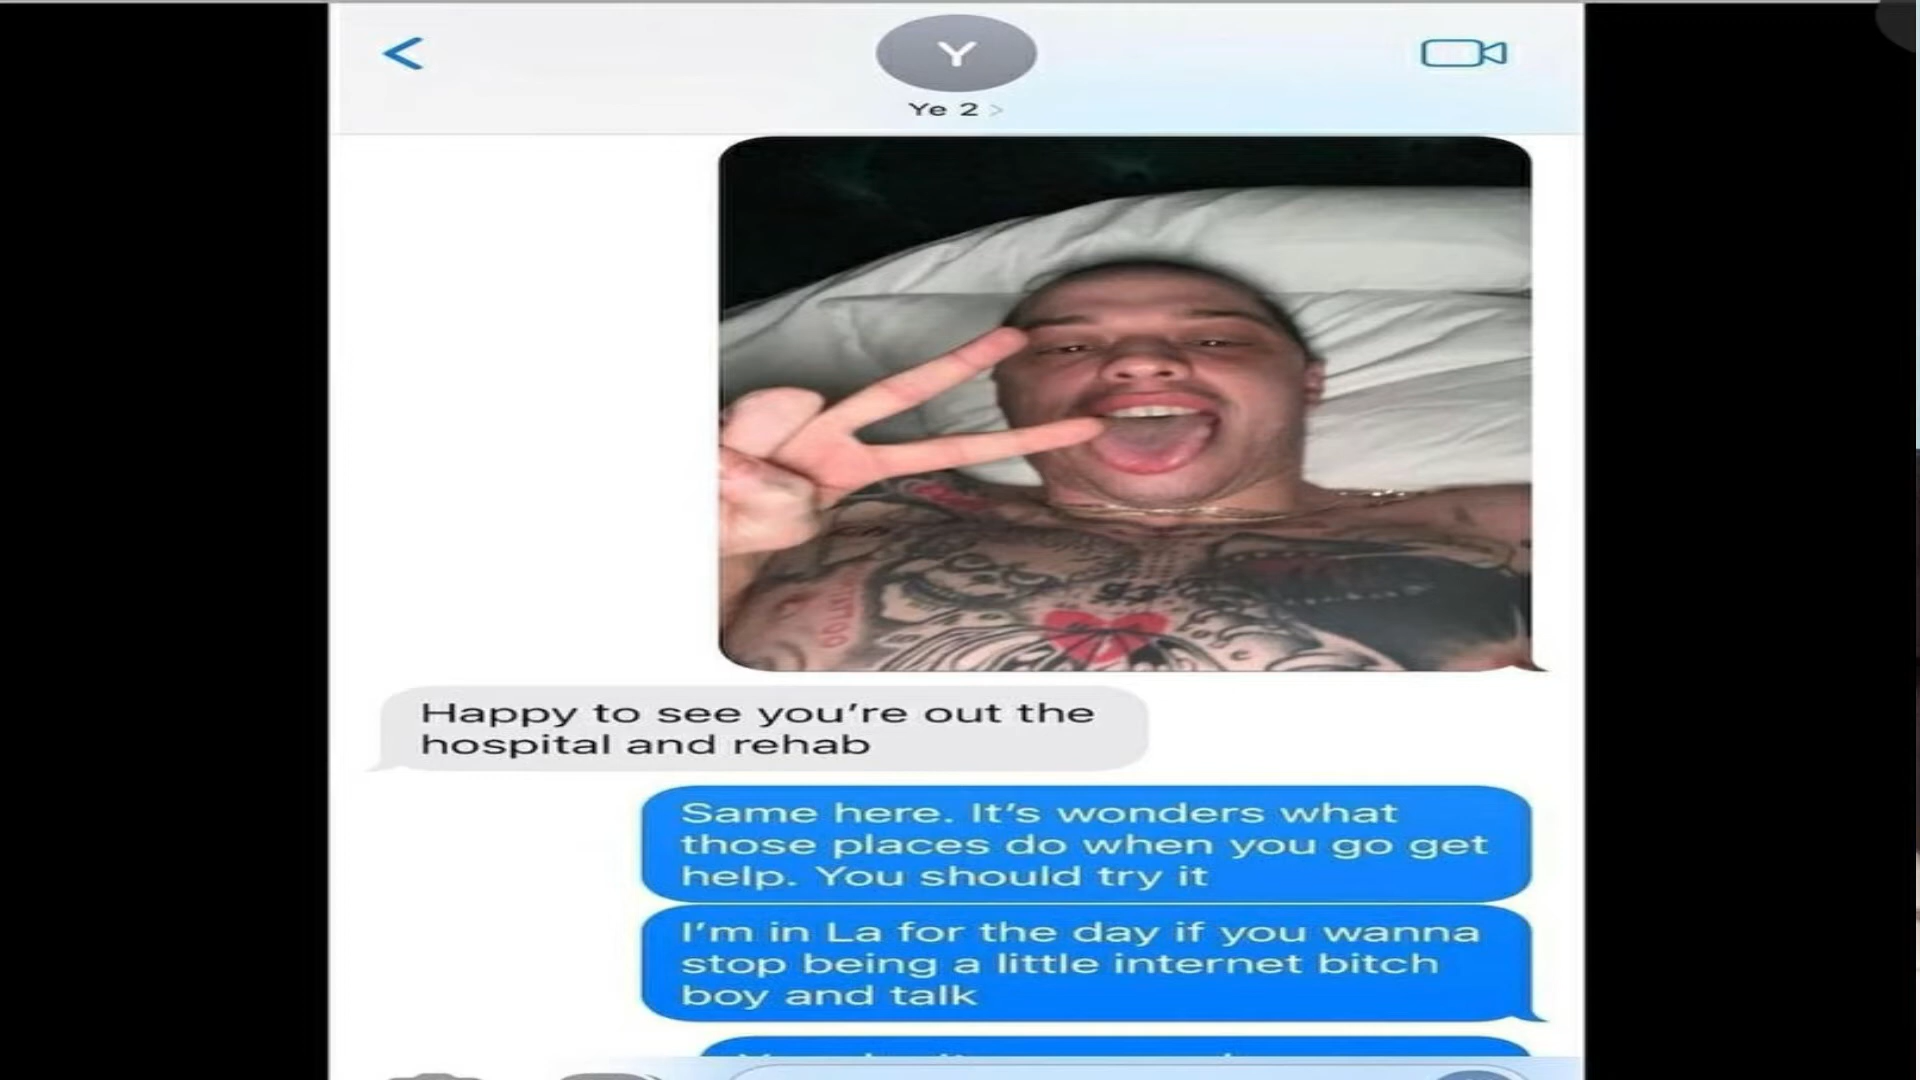 Y
Ye 2 >
Happy to see you're out the
hospital and rehab
Same here. It's wonders what
those places do when you go get
help. You should try it
I'm in La for the day if you wanna
stop being a little internet bitch
boy and talk